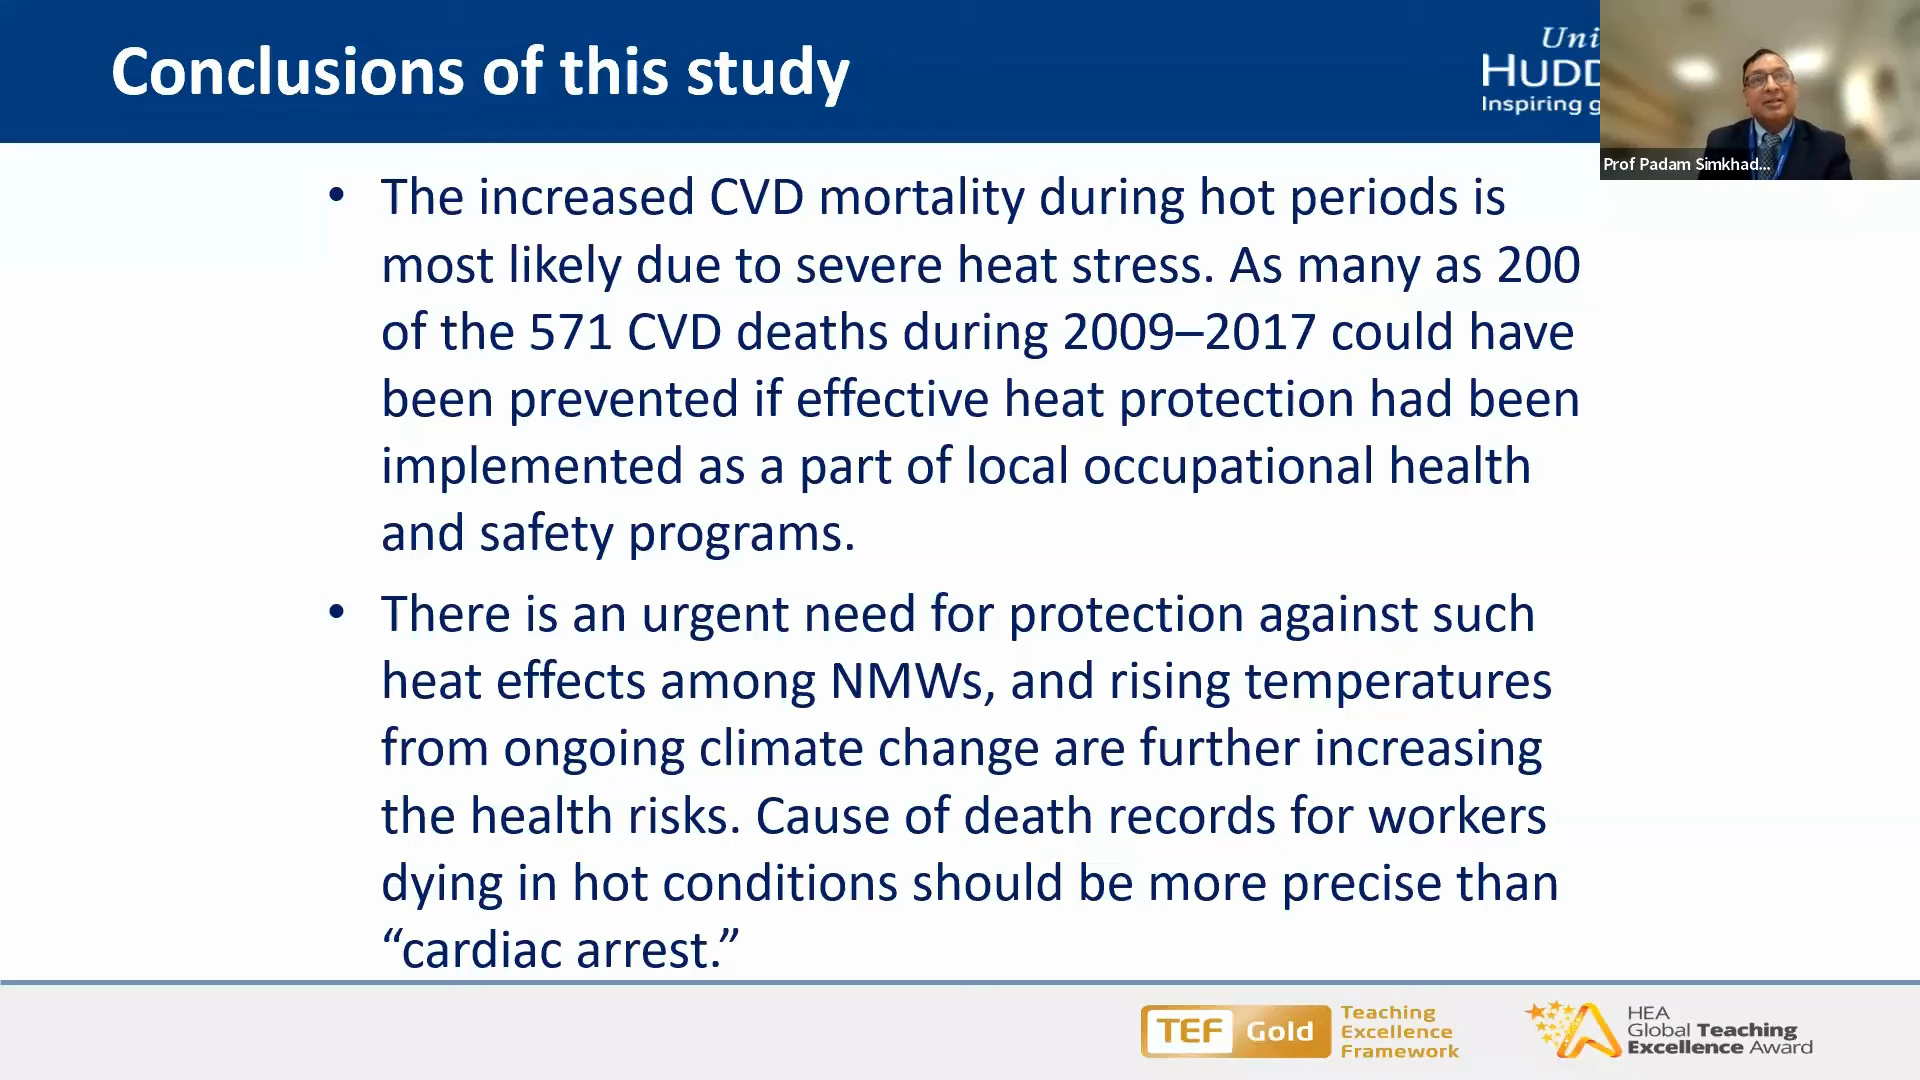 Conclusions of this study
Uni
HUDD
Inspiring g
Prof Padam Simkhad...
• The increased CVD mortality during hot periods is
most likely due to severe heat stress. As many as 200
of the 571 CVD deaths during 2009–2017 could have
been prevented if effective heat protection had been
implemented as a part of local occupational health
and safety programs.
• There is an urgent need for protection against such
heat effects among NMWs, and rising temperatures
from ongoing climate change are further increasing
the health risks. Cause of death records for workers
dying in hot conditions should be more precise than
“cardiac arrest.”
TEF Gold
Teaching
Excellence
Framework
HEA
Global Teaching
Excellence Award